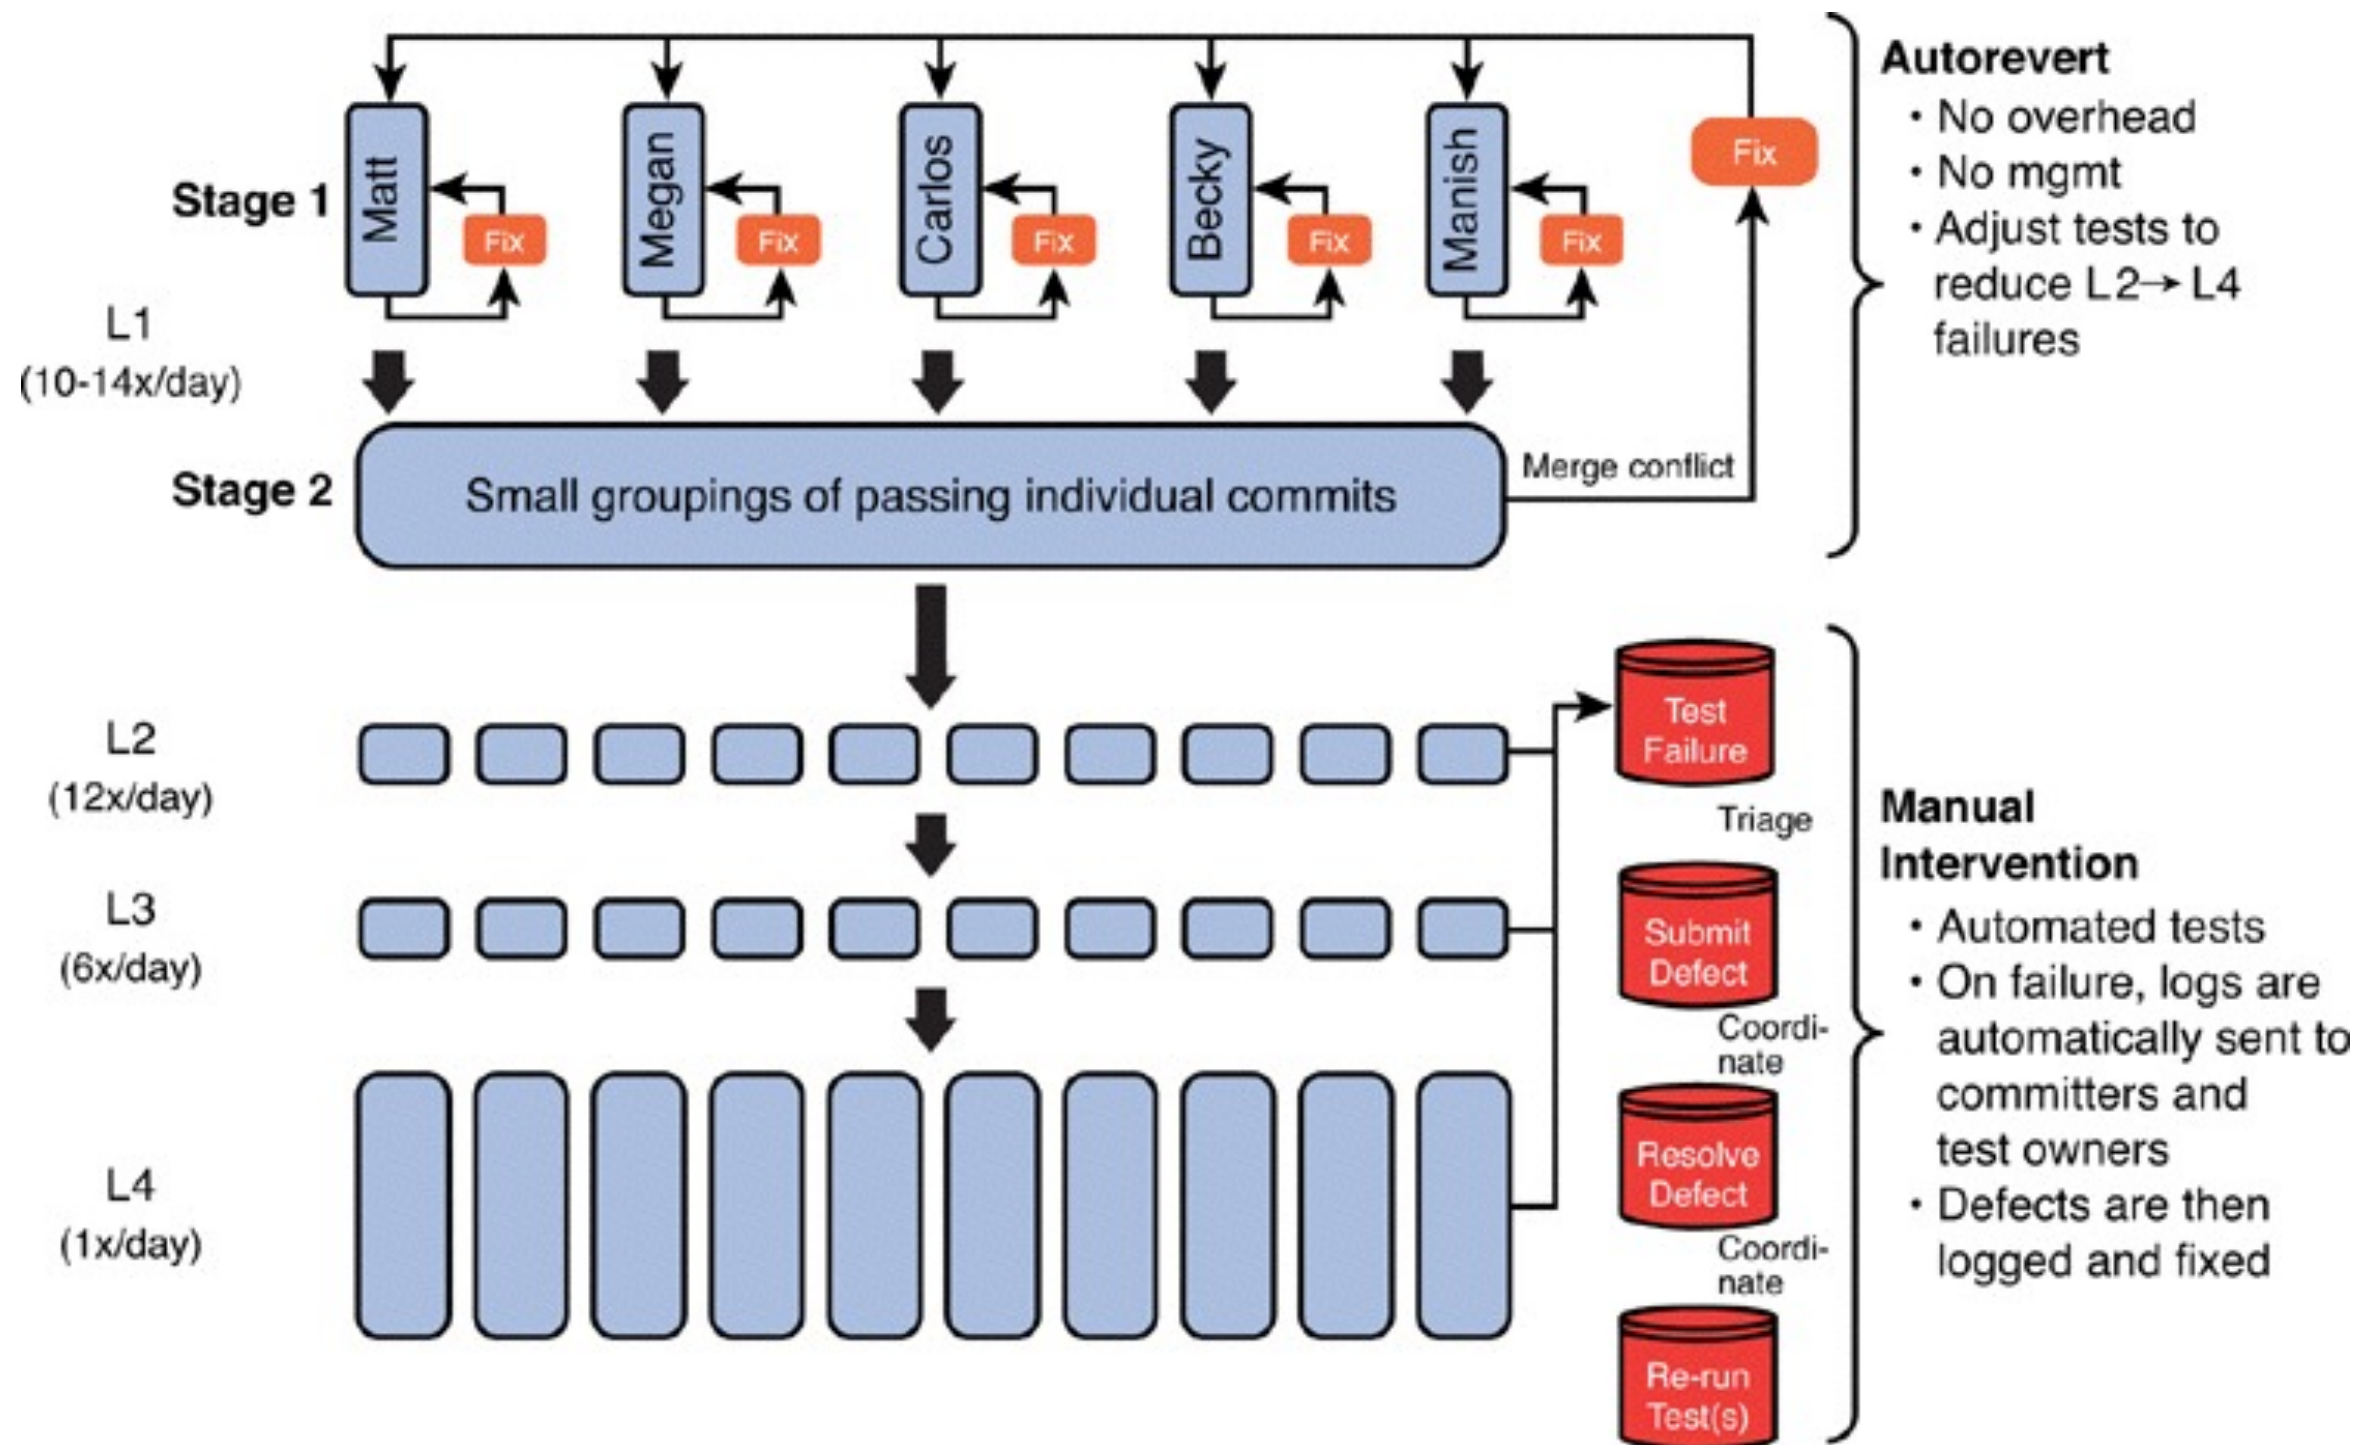 Autorevert
• No overhead
• No mgmt
• Adjust tests to
reduce L2→ L4
failures
Stage 1
Matt
Fix
Megan
Fix
Carlos
Fix
Becky
Fix
Manish
Fix
Fix
L1
(10-14x/day)
Stage 2
Small groupings of passing individual commits
Merge conflict
L2
(12x/day)
L3
(6x/day)
L4
(1x/day)
Test
Failure
Triage
Submit
Defect
Coordi-
nate
Resolve
Defect
Coordi-
nate
Re-run
Test(s)
Manual
Intervention
• Automated tests
• On failure, logs are
automatically sent to
committers and
test owners
• Defects are then
logged and fixed